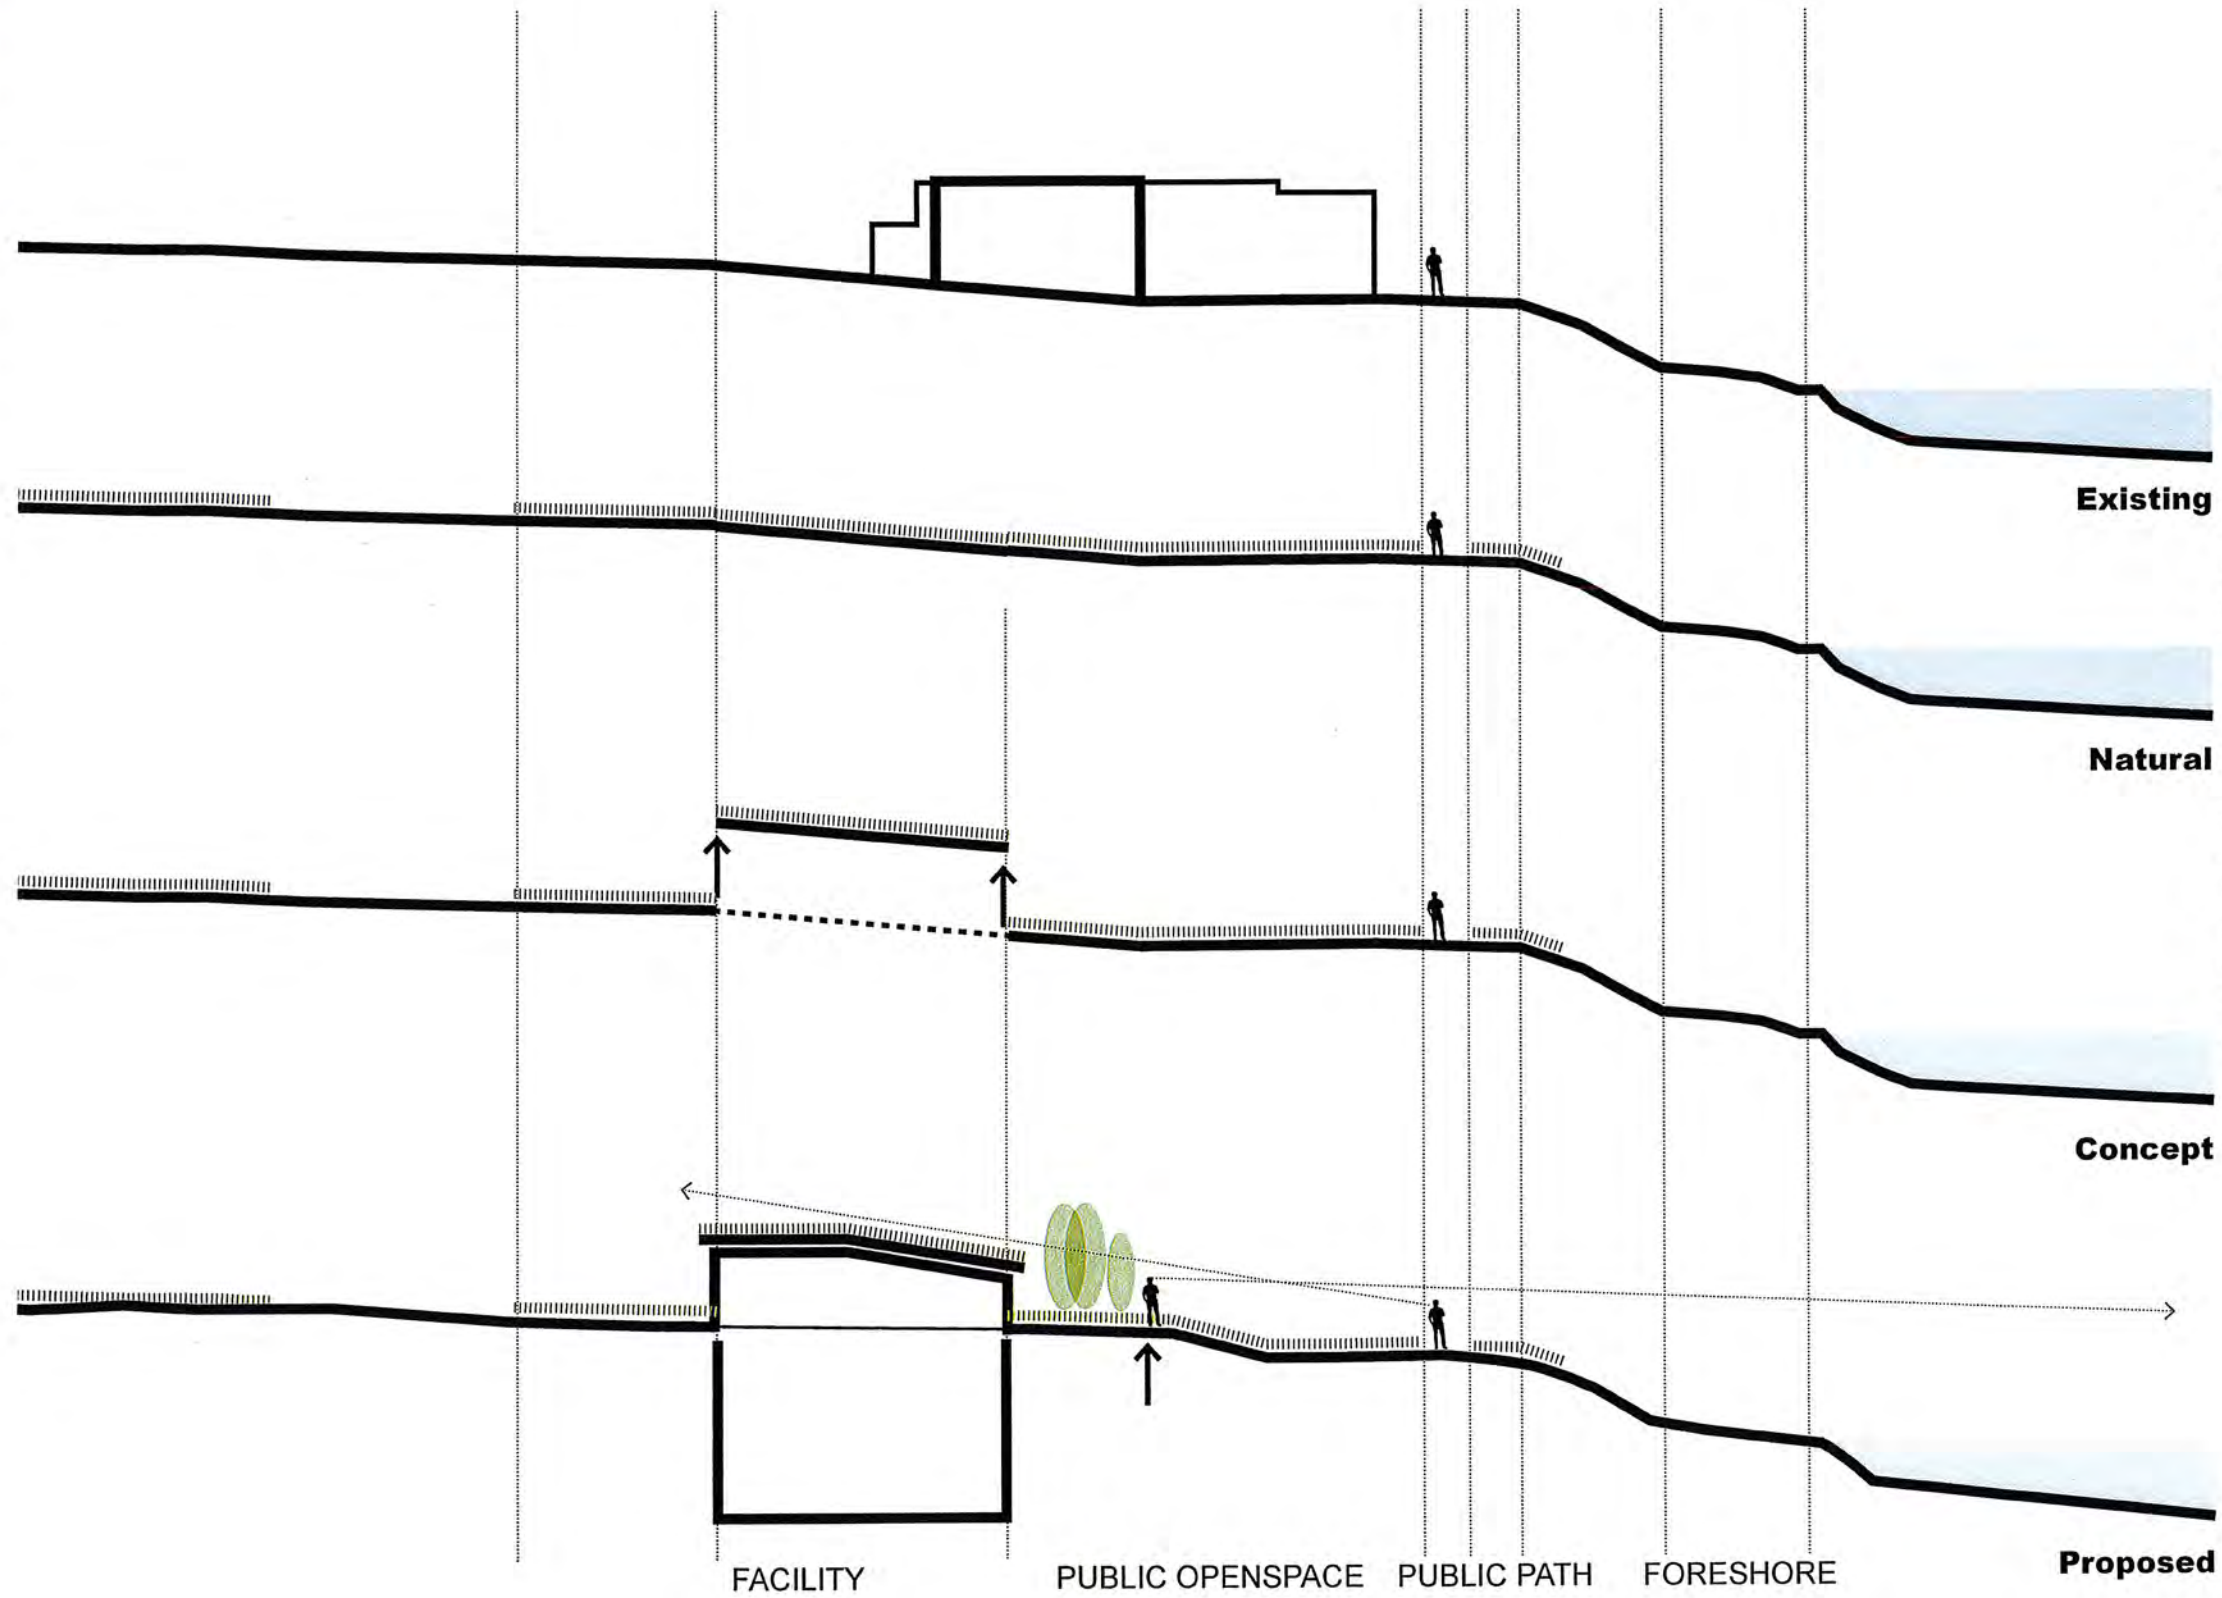 Existing
Natural
Concept
Proposed
FACILITY PUBLIC OPENSPACE PUBLIC PATH FORESHORE